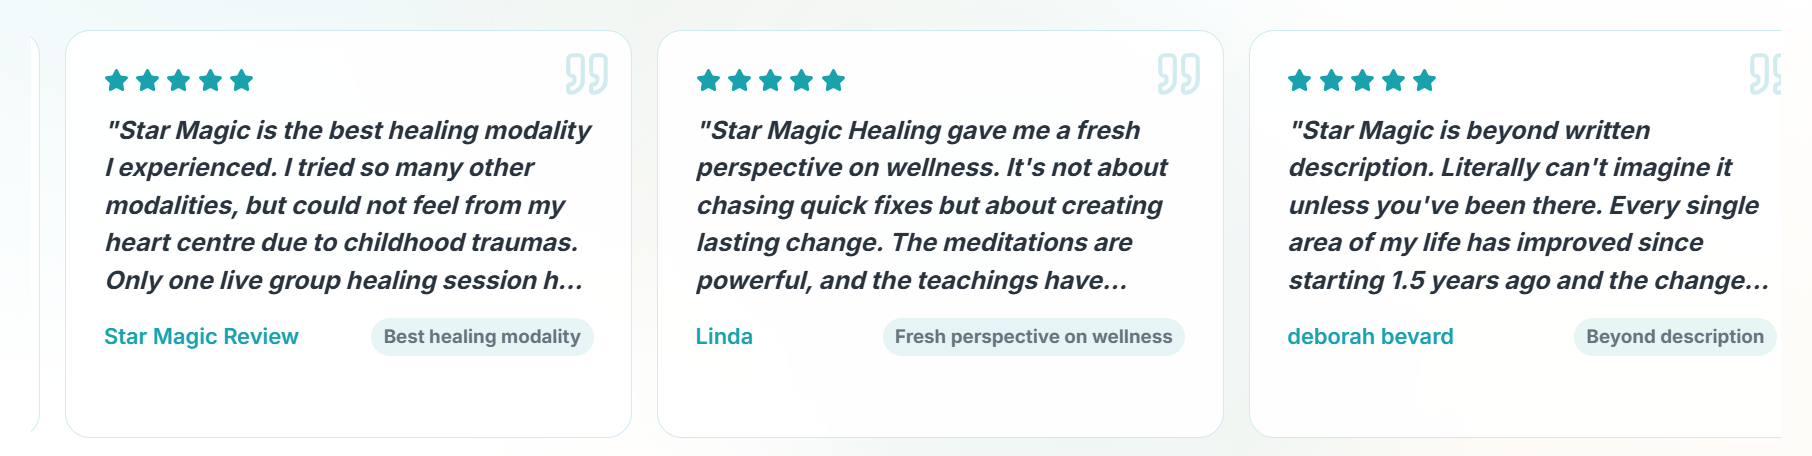 "Star Magic is the best healing modality
I experienced. I tried so many other
modalities, but could not feel from my
heart centre due to childhood traumas.
Only one live group healing session h...
Star Magic Review
Best healing modality
"Star Magic Healing gave me a fresh
perspective on wellness. It's not about
chasing quick fixes but about creating
lasting change. The meditations are
powerful, and the teachings have...
Linda
Fresh perspective on wellness
"Star Magic is beyond written
description. Literally can't imagine it
unless you've been there. Every single
area of my life has improved since
starting 1.5 years ago and the change...
deborah bevard
Beyond description